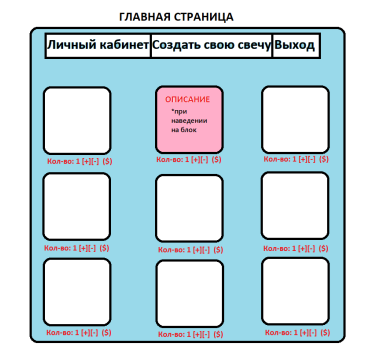 ГЛАВНАЯ СТРАНИЦА
Личный кабинет Создать свою свечу Выход
ОПИСАНИЕ
*при
наведении
на блок
Кол-во: 1 [+][-] ($) Кол-во: 1 [+][-] ($) Кол-во: 1 [+][-] ($)
Кол-во: 1 [+][-] ($) Кол-во: 1 [+][-] ($) Кол-во: 1 [+][-] ($)
Кол-во: 1 [+][-] ($) Кол-во: 1 [+][-] ($) Кол-во: 1 [+][-] ($)